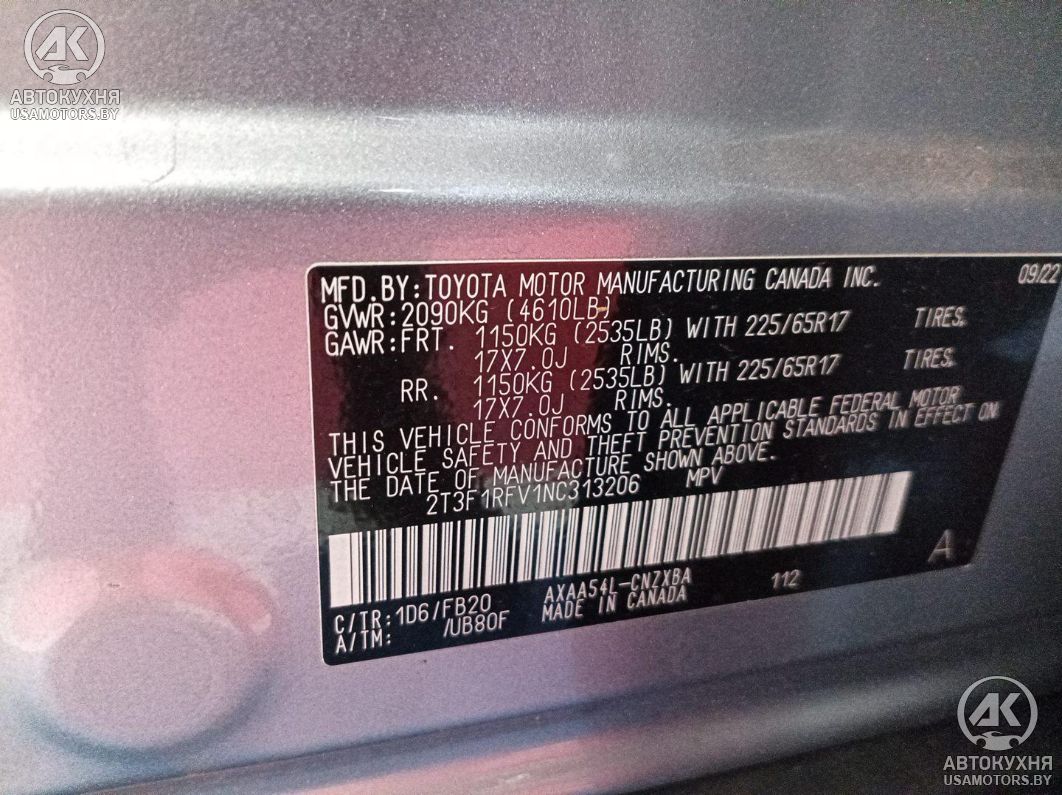 AK
АВТОКУХНЯ
USAMOTORS.BY
MFD.BY:TOYOTA MOTOR MANUFACTURING CANADA INC. 09/22
GVWR:2090KG (4610LB)
GAWR:FRT. 1150KG (2535LB) WITH 225/65R17 TIRES.
17X7.0J RIMS.
RR. 1150KG (2535LB) WITH 225/65R17 TIRES.
17X7.0J RIMS.
THIS VEHICLE CONFORMS TO ALL APPLICABLE FEDERAL MOTOR
VEHICLE SAFETY AND THEFT PREVENTION STANDARDS IN EFFECT ON
THE DATE OF MANUFACTURE SHOWN ABOVE.
2T3F1RFV1NC313206 MPV
A
C/TR:1D6/FB20 AXAA54L-CNZXBA 112
A/TM: /UB80F MADE IN CANADA
AK
АВТОКУХНЯ
USAMOTORS.BY